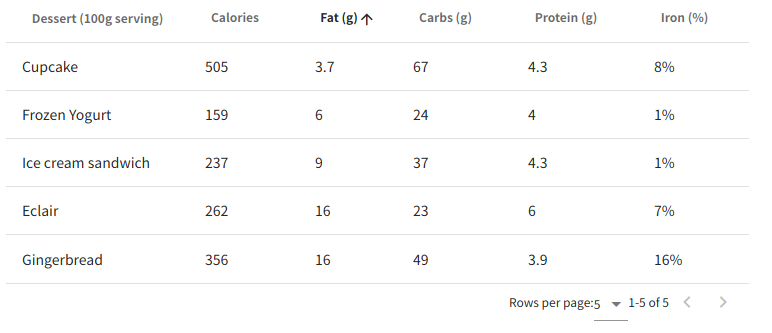 Dessert (100g serving) Calories Fat (g) Carbs (g) Protein (g) Iron (%)
Cupcake 505 3.7 67 4.3 8%
Frozen Yogurt 159 6 24 4 1%
Ice cream sandwich 237 9 37 4.3 1%
Eclair 262 16 23 6 7%
Gingerbread 356 16 49 3.9 16%
Rows per page: 5 1-5 of 5